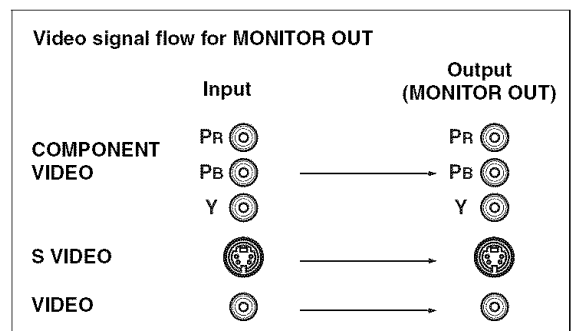 Video signal flow for MONITOR OUT
Input
Output
(MONITOR OUT)
COMPONENT
VIDEO
PR
PB
Y
PR
PB
Y
S VIDEO
VIDEO